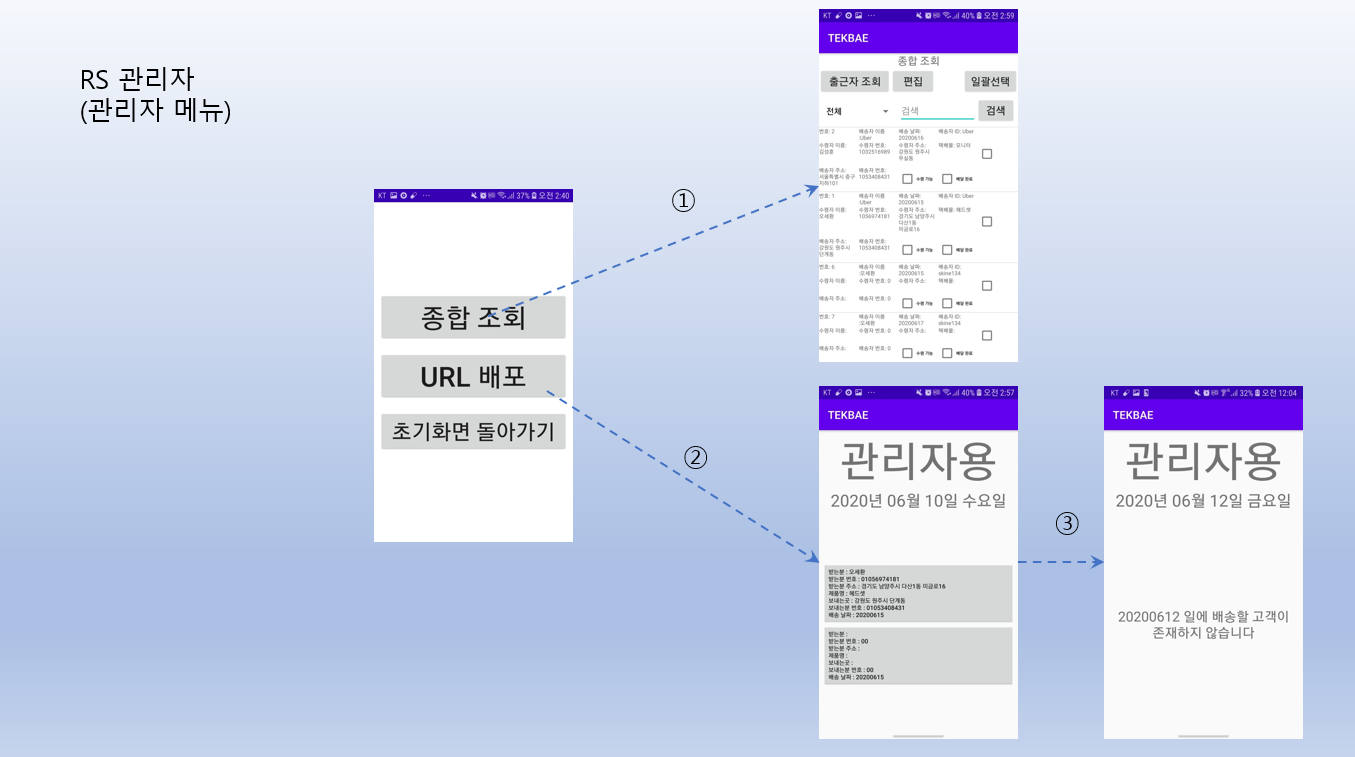 RS 관리자
(관리자 메뉴)
KT ··· 37% 오전 2:40
종합 조회
URL 배포
초기화면 돌아가기
①
②
③
KT ··· 40% 오전 2:59
TEKBAE
종합 조회
출근자 조회 편집 일괄선택
전체 검색 검색
번호: 2 배송자 이름 :Uber 배송 날짜: 20200616 배송자 ID: Uber
수령자 이름: 김성훈 수령자 번호: 1032516989 수령자 주소: 강원도 원주시 무실동 택배물: 모니터
배송자 주소: 서울특별시 중구 지하101 배송자 번호: 1053408431 수령 가능 배달 완료
번호: 1 배송자 이름 :Uber 배송 날짜: 20200615 배송자 ID: Uber
수령자 이름: 오세환 수령자 번호: 1056974181 수령자 주소: 경기도 남양주시 다산1동 미금로16 택배물: 헤드셋
배송자 주소: 강원도 원주시 단계동 배송자 번호: 1053408431 수령 가능 배달 완료
번호: 6 배송자 이름 :오세환 배송 날짜: 20200615 배송자 ID: skine134
수령자 이름: 수령자 번호: 0 수령자 주소: 택배물:
배송자 주소: 배송자 번호: 0 수령 가능 배달 완료
번호: 7 배송자 이름 :오세환 배송 날짜: 20200617 배송자 ID: skine134
수령자 이름: 수령자 번호: 0 수령자 주소: 택배물:
배송자 주소: 배송자 번호: 0 수령 가능 배달 완료
KT ··· 40% 오전 2:57
TEKBAE
관리자용
2020년 06월 10일 수요일
받는분 : 오세환
받는분 번호 : 01056974181
받는분 주소 : 경기도 남양주시 다산1동 미금로16
제품명 : 헤드셋
보내는곳 : 강원도 원주시 단계동
보내는분 번호 : 01053408431
배송 날짜 : 20200615
받는분 :
받는분 번호 : 00
받는분 주소 :
제품명 :
보내는곳 :
보내는분 번호 : 00
배송 날짜 : 20200615
KT 32% 오전 12:04
TEKBAE
관리자용
2020년 06월 12일 금요일
20200612 일에 배송할 고객이
존재하지 않습니다